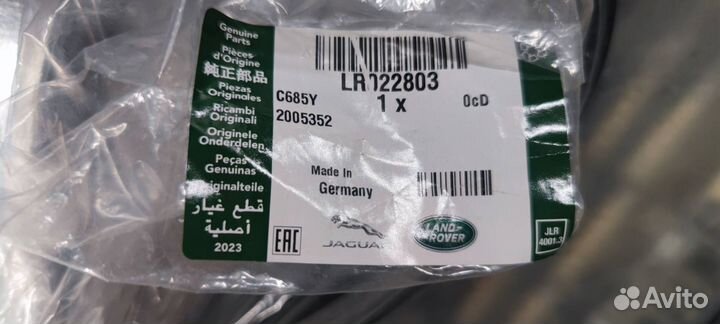 Genuine
Parts
Pièces
d'Origine
純正部品
Piezas
Originales
Ricambi
Originali
Originele
Onderdelen
Peças
Genuinas
Originalteile
قطع غيار
أصلية
2023
LR022803
C685Y
1 x
0cD
2005352
Made In
Germany
EAC
JAGUAR
LAND-
ROVER
JLR
4001.3
Avito